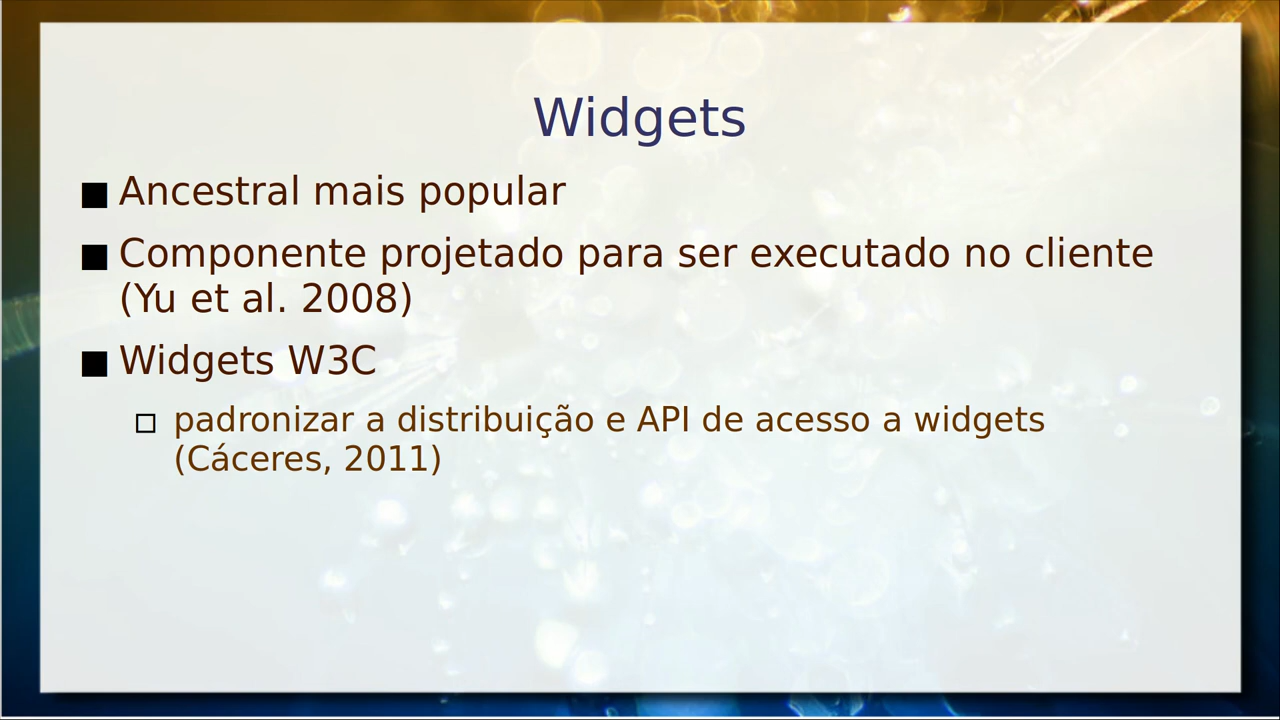 Widgets
Ancestral mais popular
Componente projetado para ser executado no cliente
(Yu et al. 2008)
Widgets W3C
padronizar a distribuição e API de acesso a widgets
(Cáceres, 2011)